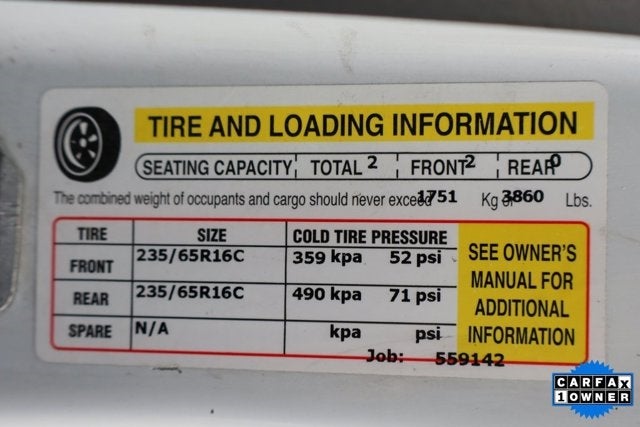 TIRE AND LOADING INFORMATION
SEATING CAPACITY TOTAL 2 FRONT 2 REAR 0
The combined weight of occupants and cargo should never exceed 1751 Kg or 3860 Lbs.
TIRE SIZE COLD TIRE PRESSURE
FRONT 235/65R16C 359 kpa 52 psi
REAR 235/65R16C 490 kpa 71 psi
SPARE N/A kpa psi
SEE OWNER'S
MANUAL FOR
ADDITIONAL
INFORMATION
Job: 559142
CARFAX
1 OWNER